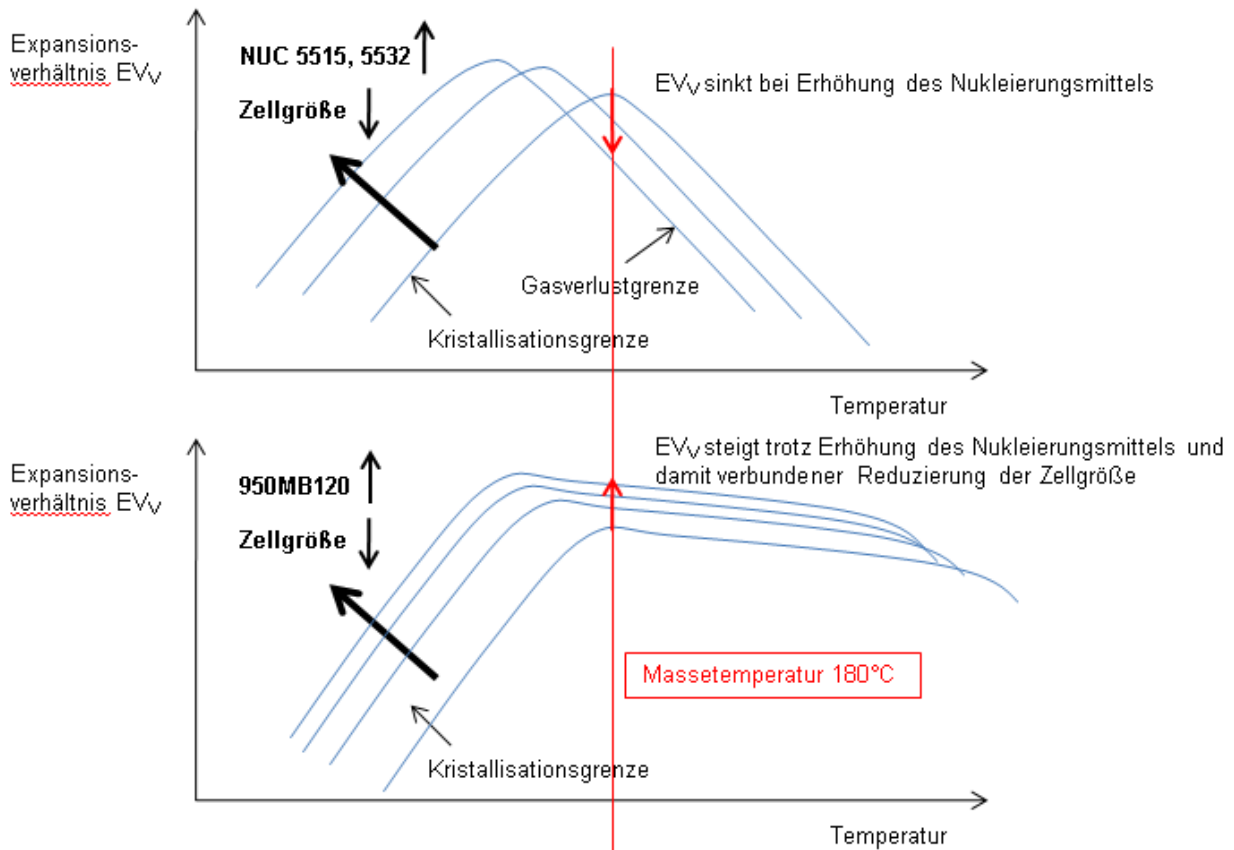 Expansions-
verhältnis EVV
NUC 5515, 5532
Zellgröße
EVV sinkt bei Erhöhung des Nukleierungsmittels
Gasverlustgrenze
Kristallisationsgrenze
Temperatur
Expansions-
verhältnis EVV
950MB120
Zellgröße
EVV steigt trotz Erhöhung des Nukleierungsmittels und
damit verbundener Reduzierung der Zellgröße
Massetemperatur 180°C
Kristallisationsgrenze
Temperatur